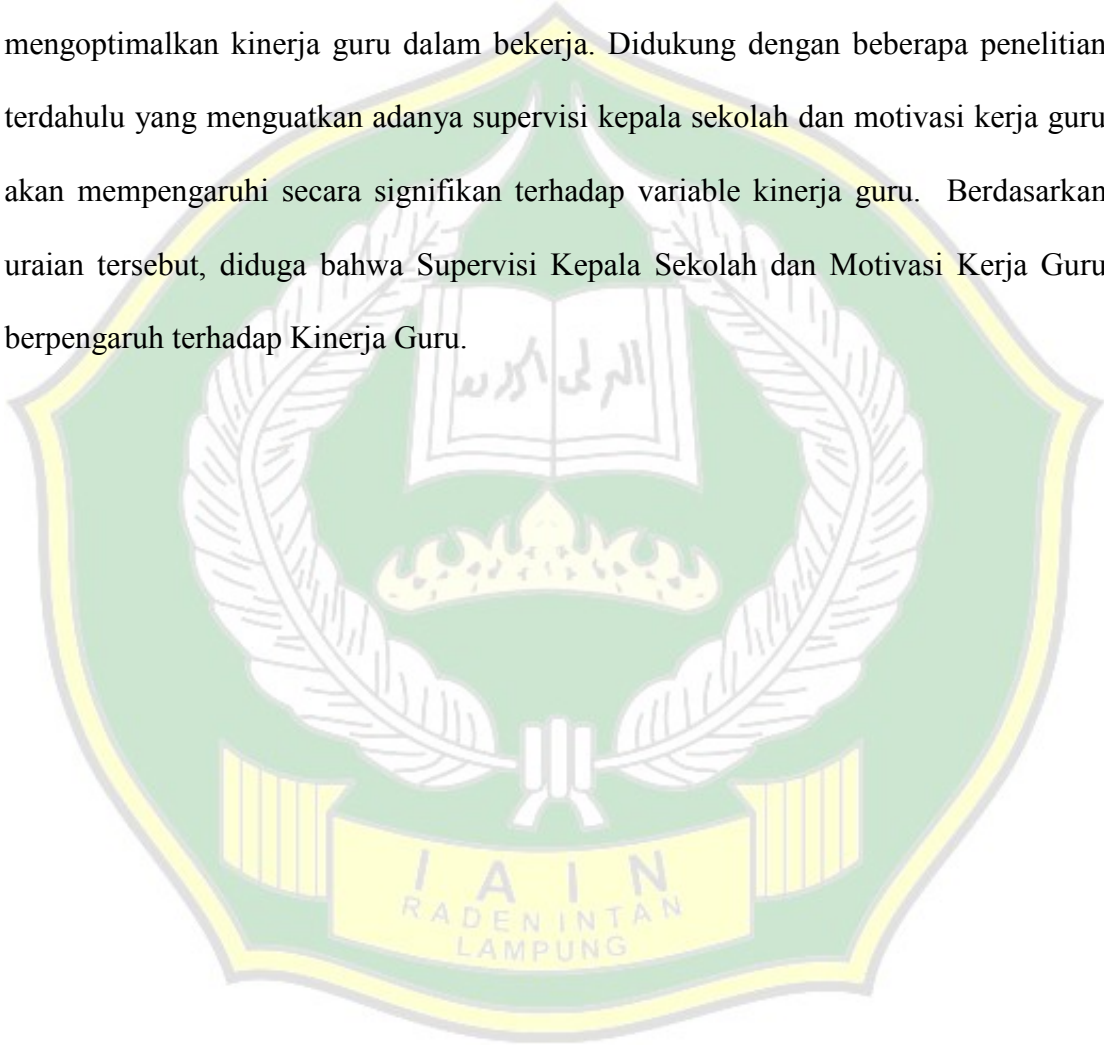 mengoptimalkan kinerja guru dalam bekerja. Didukung dengan beberapa penelitian
terdahulu yang menguatkan adanya supervisi kepala sekolah dan motivasi kerja guru
akan mempengaruhi secara signifikan terhadap variable kinerja guru. Berdasarkan
uraian tersebut, diduga bahwa Supervisi Kepala Sekolah dan Motivasi Kerja Guru
berpengaruh terhadap Kinerja Guru.
IAIN
RADEN INTAN
LAMPUNG